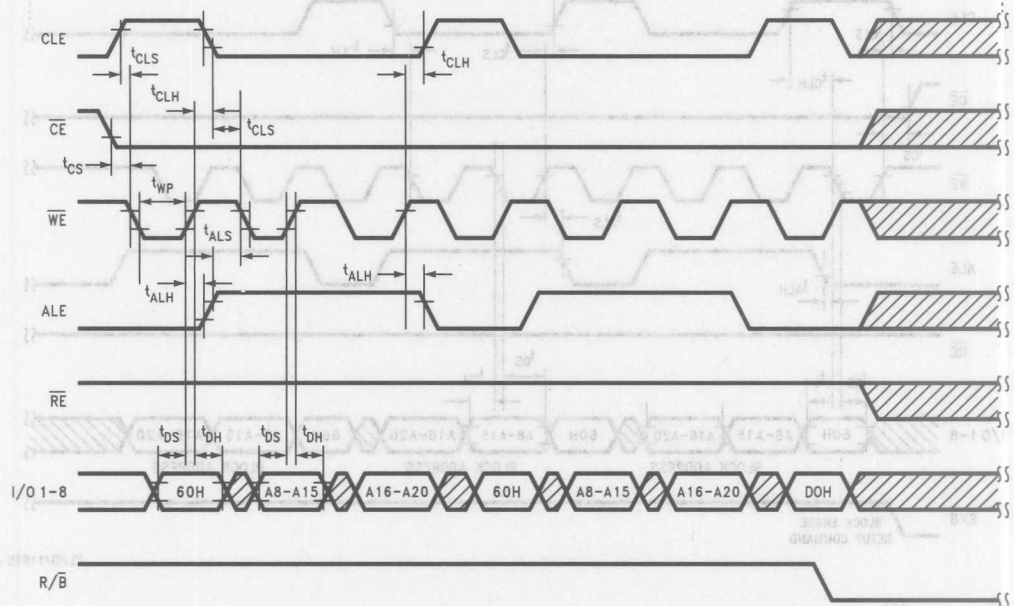 CLE
tCLS
tCLH
tCLH
tCLS
CE
tCS
tWP
WE
tALS
tALH
tALH
ALE
RE
tDS
tDH
tDS
tDH
I/O 1-8
60H
A8-A15
A16-A20
60H
A8-A15
A16-A20
DOH
R/B